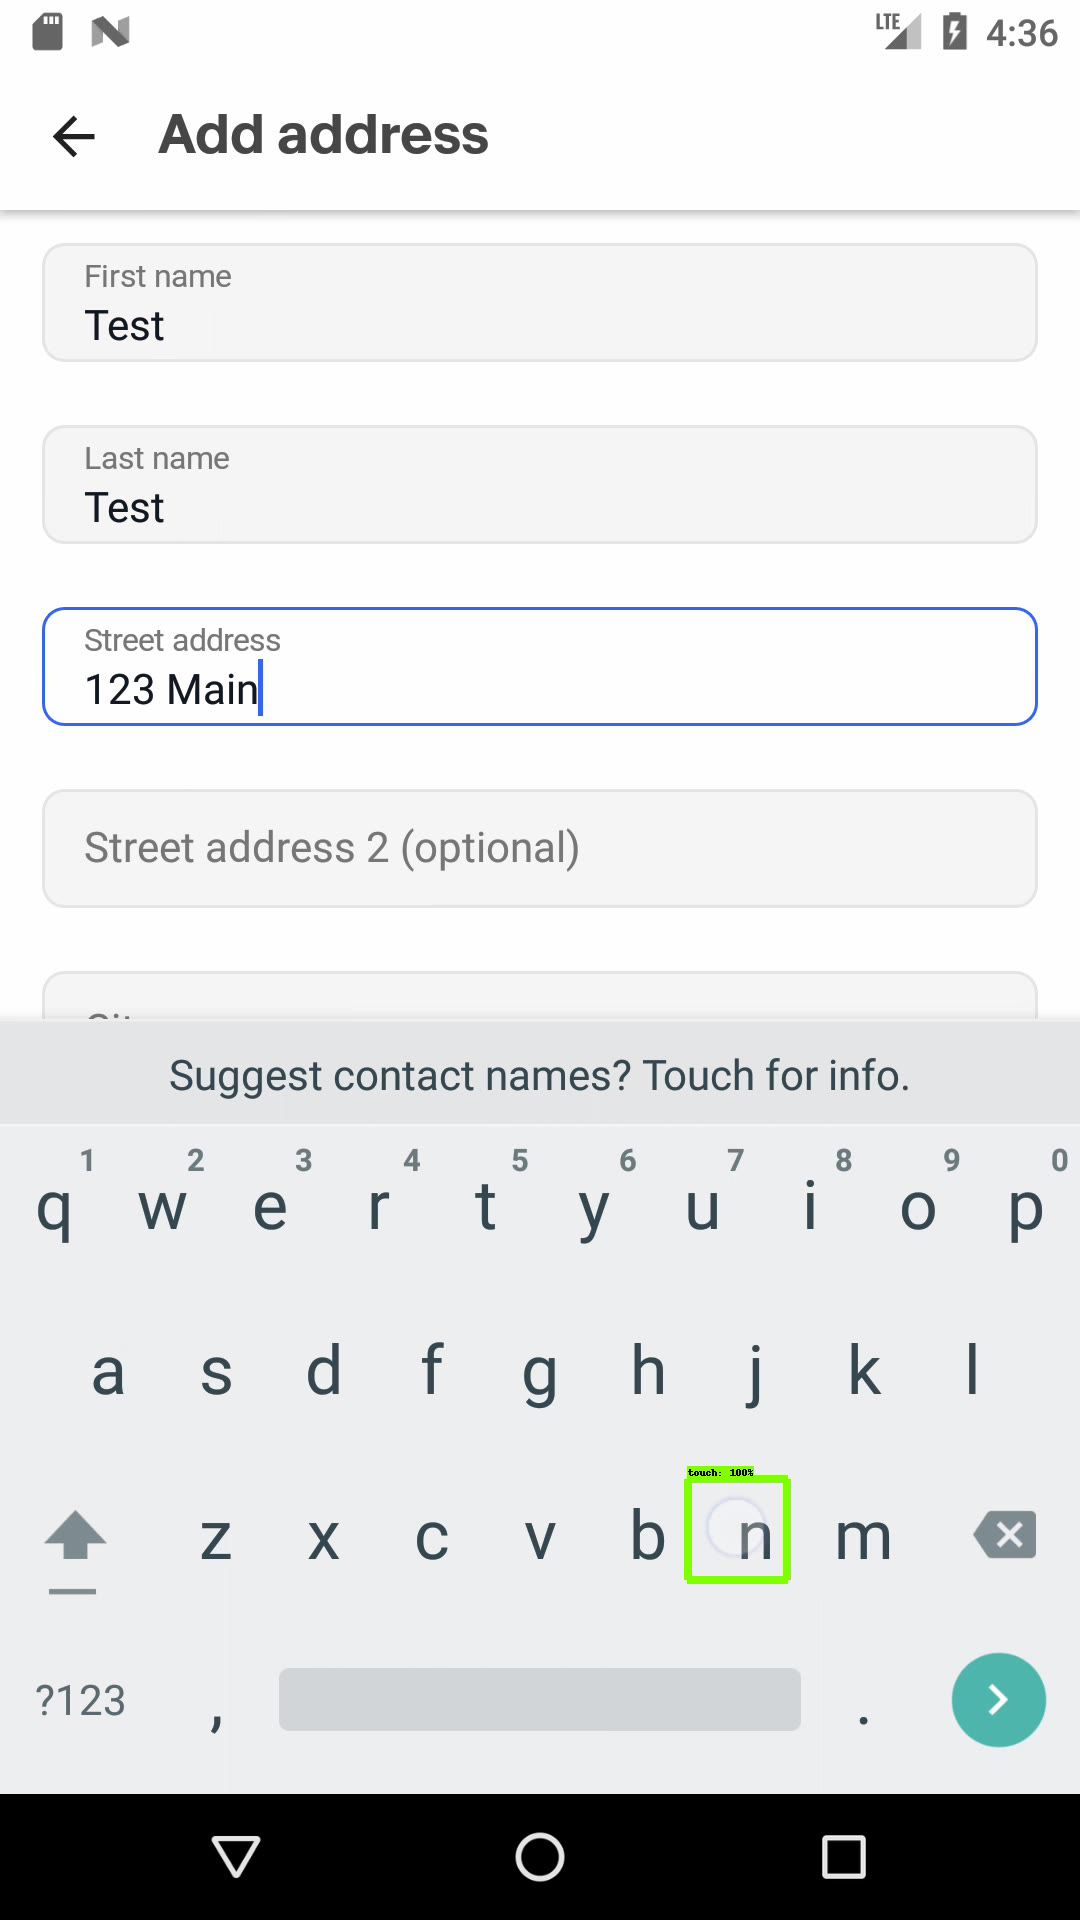 LTE 4:36
Add address
First name
Test
Last name
Test
Street address
123 Main
Street address 2 (optional)
Suggest contact names? Touch for info.
1 2 3 4 5 6 7 8 9 0
q w e r t y u i o p
a s d f g h j k l
touch: 100%
z x c v b n m
?123 , .